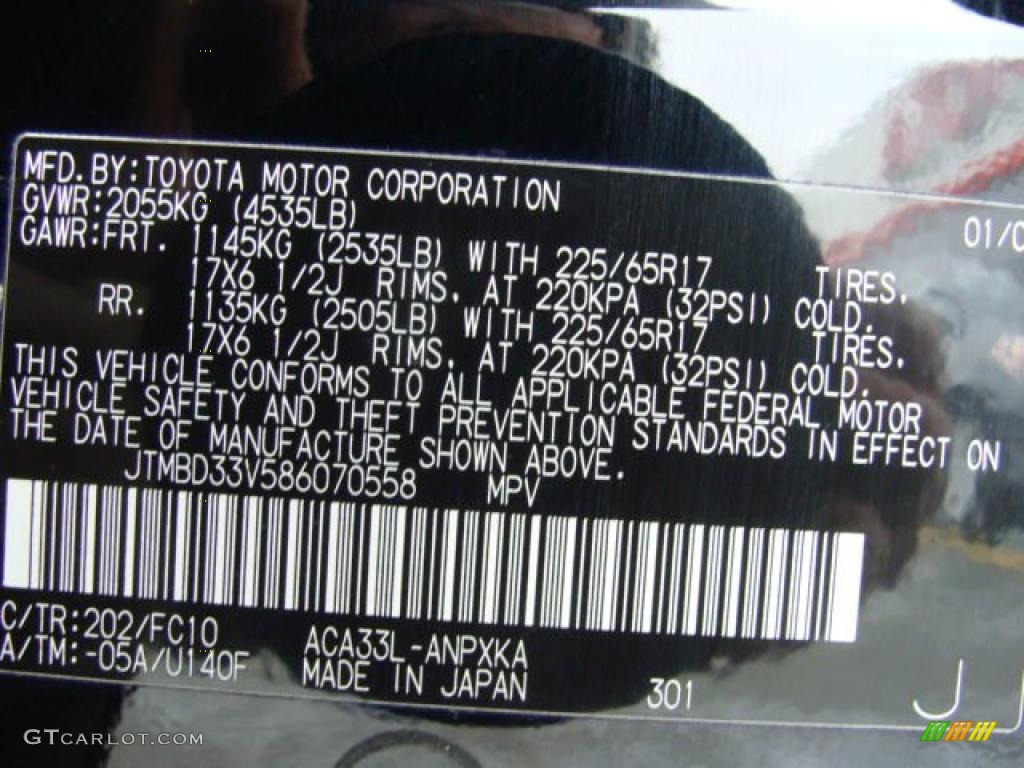 MFD.BY:TOYOTA MOTOR CORPORATION 01/0
GVWR:2055KG (4535LB)
GAWR:FRT. 1145KG (2535LB) WITH 225/65R17 TIRES.
17X6 1/2J RIMS. AT 220KPA (32PSI) COLD.
RR. 1135KG (2505LB) WITH 225/65R17 TIRES.
17X6 1/2J RIMS. AT 220KPA (32PSI) COLD.
THIS VEHICLE CONFORMS TO ALL APPLICABLE FEDERAL MOTOR
VEHICLE SAFETY AND THEFT PREVENTION STANDARDS IN EFFECT ON
THE DATE OF MANUFACTURE SHOWN ABOVE.
JTMBD33V586070558 MPV
C/TR:202/FC10 ACA33L-ANPXKA
A/TM:-05A/U140F MADE IN JAPAN 301 J
GTCARLOT.COM